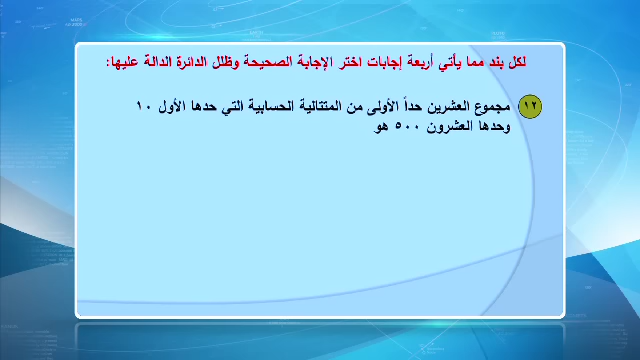 لكل بند مما يأتي أربعة إجابات اختر الإجابة الصحيحة وظلل الدائرة الدالة عليها:
١٢ مجموع العشرين حداً الأولى من المتتالية الحسابية التي حدها الأول ١٠
وحدها العشرون ٥٠٠ هو